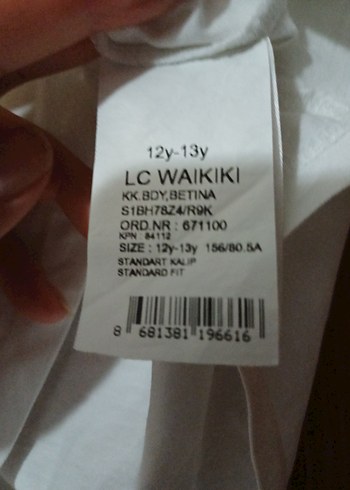 12y-13y
LC WAIKIKI
KK.BDY,BETINA
S1BH78Z4/R9K
ORD.NR : 671100
KPN 84112
SIZE : 12y-13y 156/80.5A
STANDART KALIP
STANDARD FIT
8 681381 196616